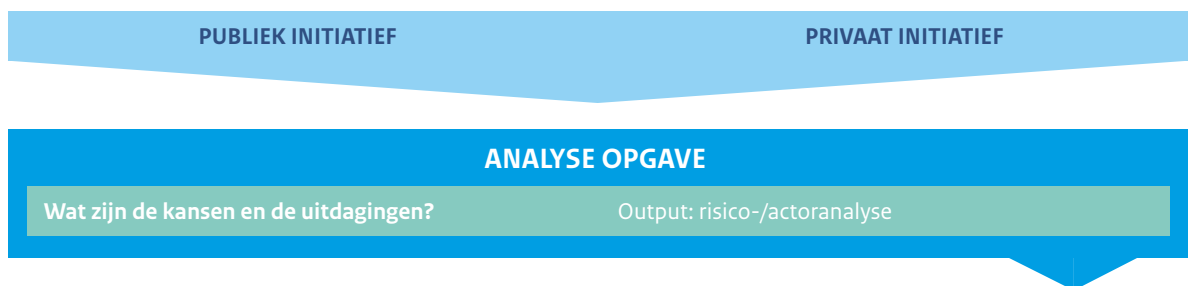 PUBLIEK INITIATIEF PRIVAAT INITIATIEF
ANALYSE OPGAVE
Wat zijn de kansen en de uitdagingen? Output: risico-/actoranalyse